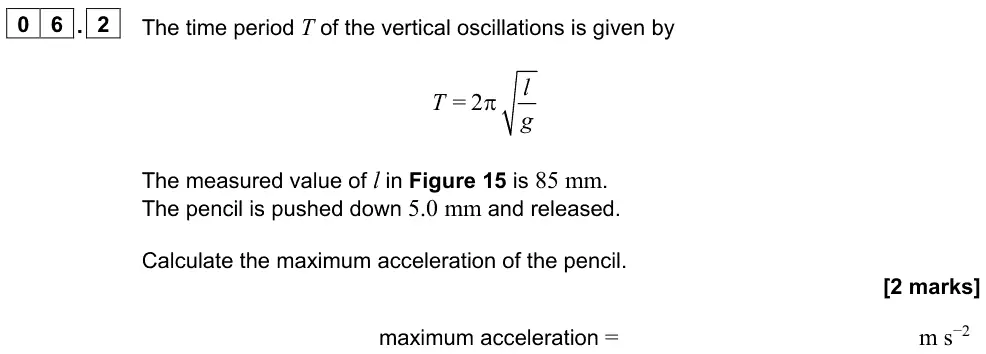 06.2 The time period T of the vertical oscillations is given by
T = 2π√(l/g)
The measured value of l in Figure 15 is 85 mm.
The pencil is pushed down 5.0 mm and released.
Calculate the maximum acceleration of the pencil.
[2 marks]
maximum acceleration = m s⁻²